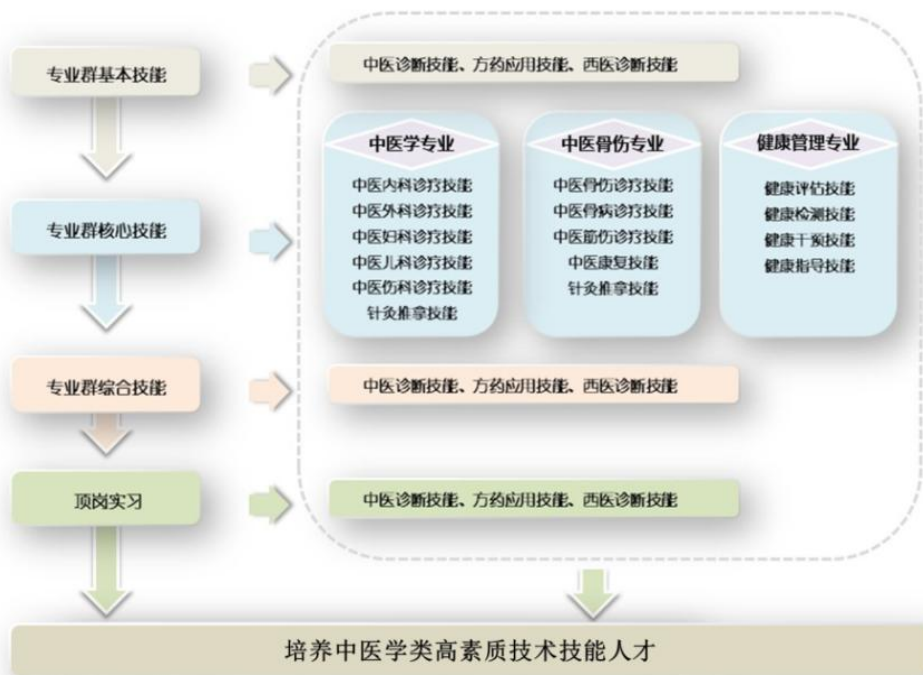 专业群基本技能
中医诊断技能、方药应用技能、西医诊断技能
专业群核心技能
中医学专业
中医内科诊疗技能
中医外科诊疗技能
中医妇科诊疗技能
中医儿科诊疗技能
中医伤科诊疗技能
针灸推拿技能
中医骨伤专业
中医骨伤诊疗技能
中医骨病诊疗技能
中医筋伤诊疗技能
中医康复技能
针灸推拿技能
健康管理专业
健康评估技能
健康检测技能
健康干预技能
健康指导技能
专业群综合技能
中医诊断技能、方药应用技能、西医诊断技能
顶岗实习
中医诊断技能、方药应用技能、西医诊断技能
培养中医学类高素质技术技能人才